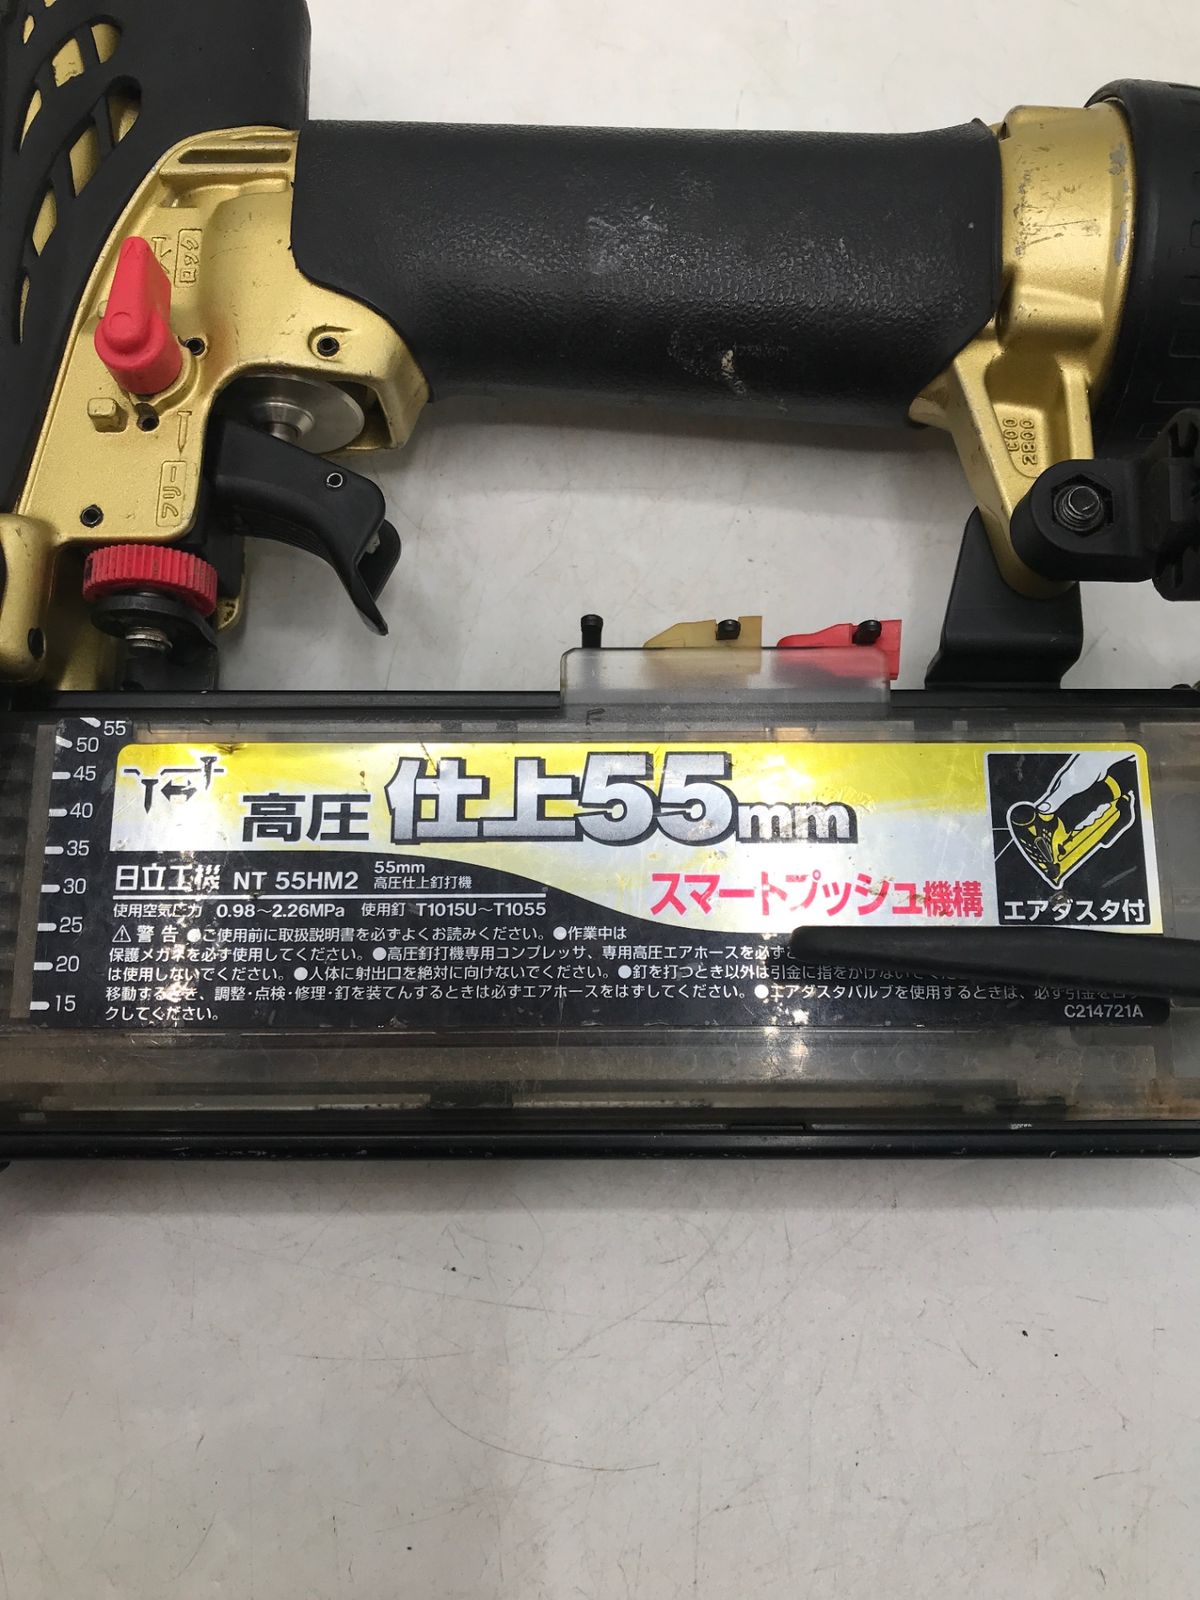 ロック
フリー
55
50
45
40
35
30
25
20
15
高圧 仕上55mm
日立工機 NT 55HM2 55mm 高圧仕上釘打機
スマートプッシュ機構
エアダスタ付
使用空気圧力 0.98～2.26MPa 使用釘 T1015U～T1055
⚠警告 ●ご使用前に取扱説明書を必ずよくお読みください。●作業中は
保護メガネを必ず使用してください。●高圧釘打機専用コンプレッサ、専用高圧エアホースを必ず
は使用しないでください。●人体に射出口を絶対に向けないでください。●釘を打つとき以外は引金に指をかけないでくだ
移動するとき、調整・点検・修理・釘を装てんするときは必ずエアホースをはずしてください。●エアダスタバルブを使用するときは、必ず引金をロッ
クしてください。
C214721A